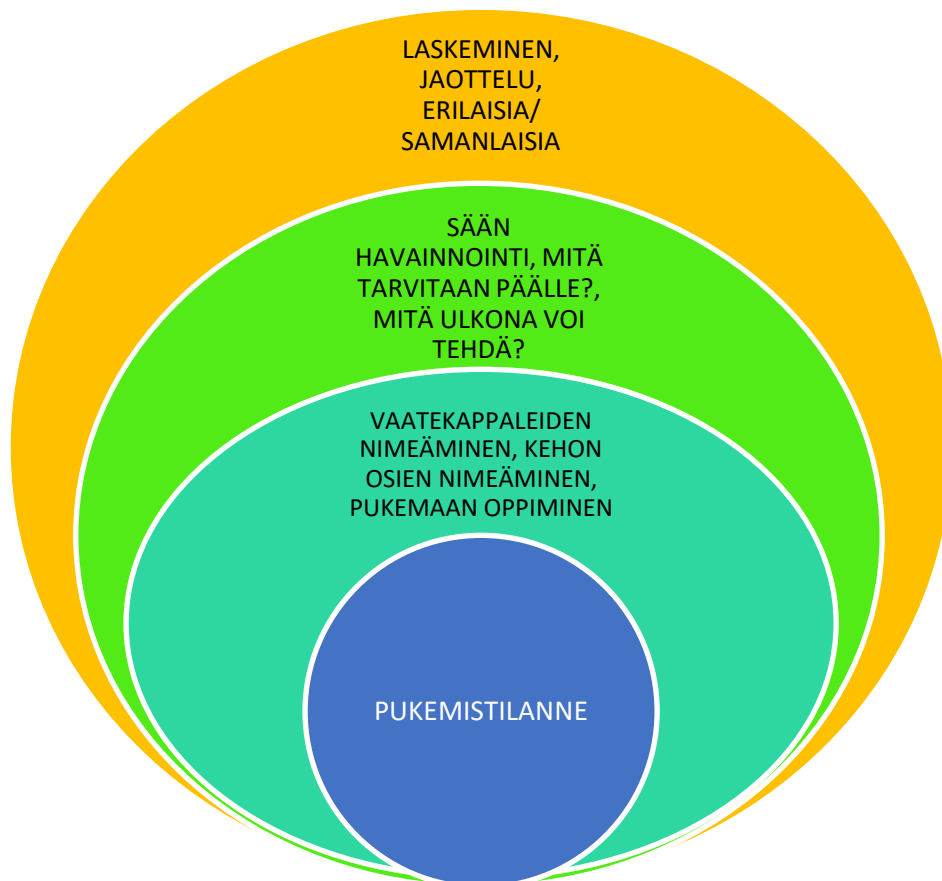 LASKEMINEN,
JAOTTELU,
ERILAISIA/
SAMANLAISIA
SÄÄN
HAVAINNOINTI, MITÄ
TARVITAAN PÄÄLLE?,
MITÄ ULKONA VOI
TEHDÄ?
VAATEKAPPALEIDEN
NIMEÄMINEN, KEHON
OSIEN NIMEÄMINEN,
PUKEMAAN OPPIMINEN
PUKEMISTILANNE